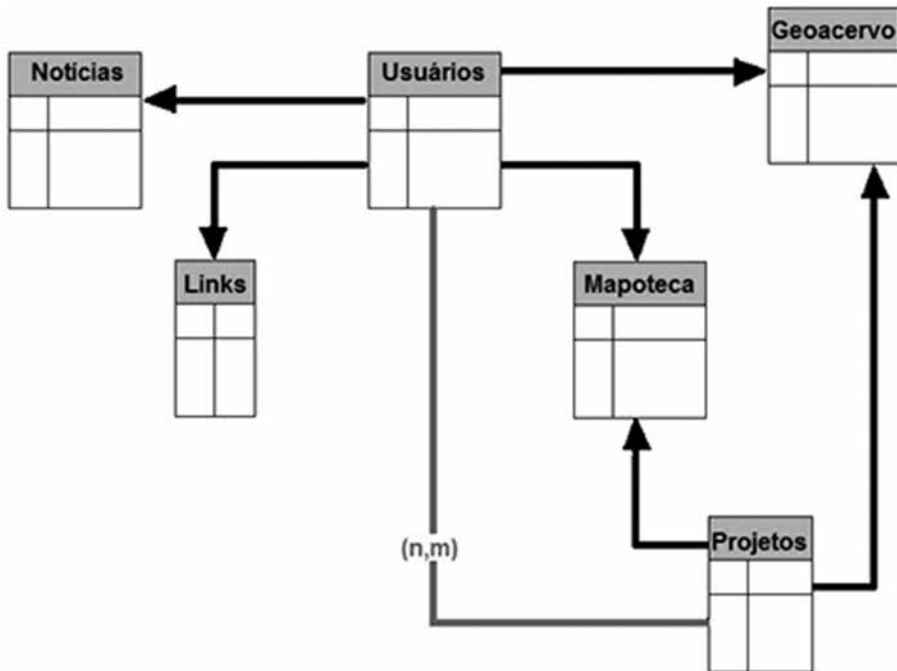 Geoacervo
Notícias
Usuários
Links
Mapoteca
(n,m)
Projetos